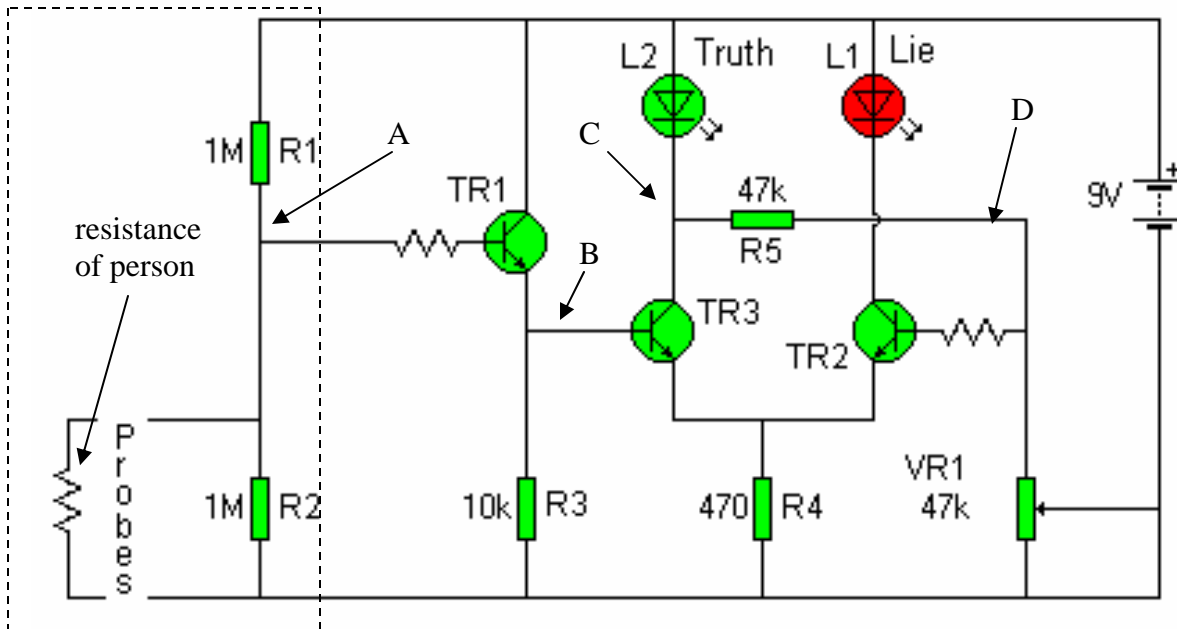 L2
Truth
L1
Lie
D
C
A
1M
R1
TR1
47k
R5
9V
+
resistance
of person
B
TR3
TR2
Probes
1M
R2
10k
R3
470
R4
VR1
47k